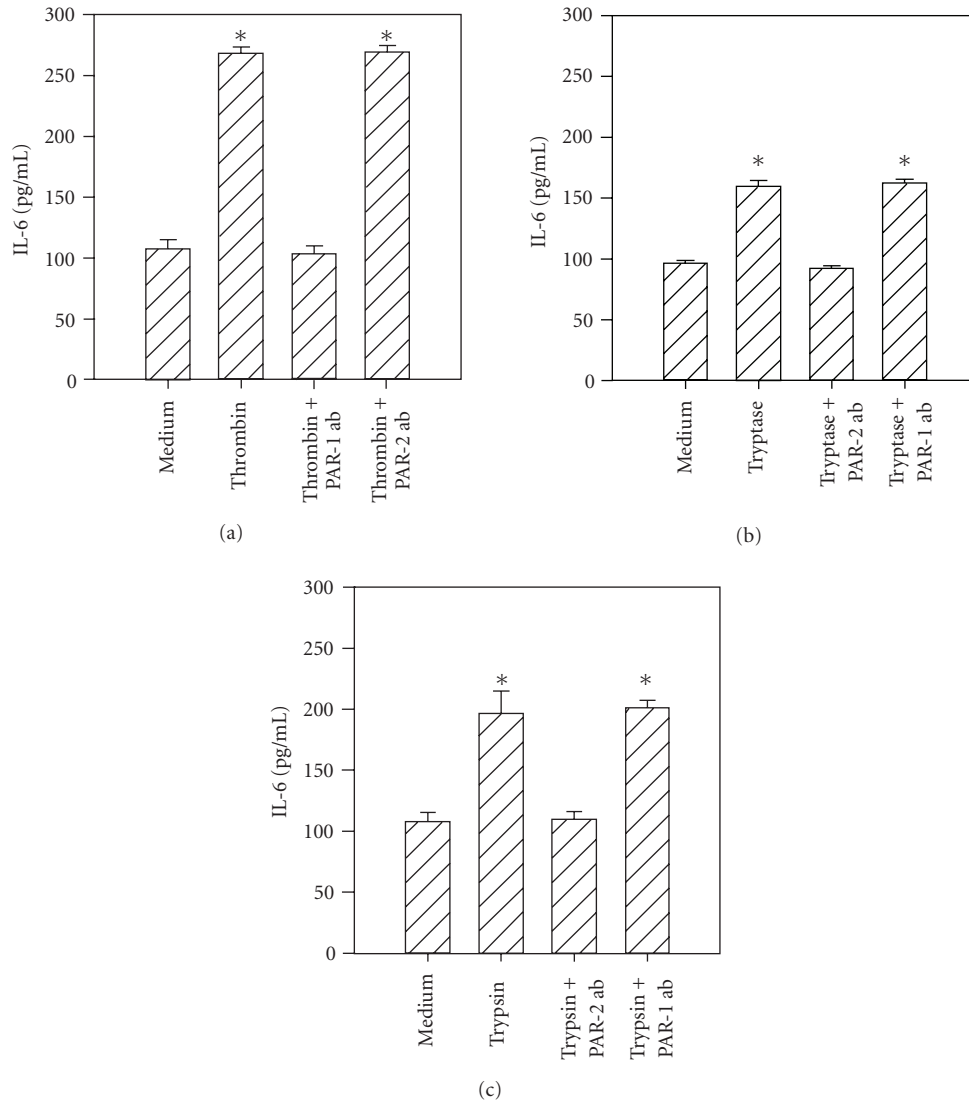 300
250
200
150
100
50
0
IL-6 (pg/mL)
*
*
Medium
Thrombin
Thrombin +
PAR-1 ab
Thrombin +
PAR-2 ab
(a)
300
250
200
150
100
50
0
IL-6 (pg/mL)
*
*
Medium
Tryptase
Tryptase +
PAR-2 ab
Tryptase +
PAR-1 ab
(b)
300
250
200
150
100
50
0
IL-6 (pg/mL)
*
*
Medium
Trypsin
Trypsin +
PAR-2 ab
Trypsin +
PAR-1 ab
(c)